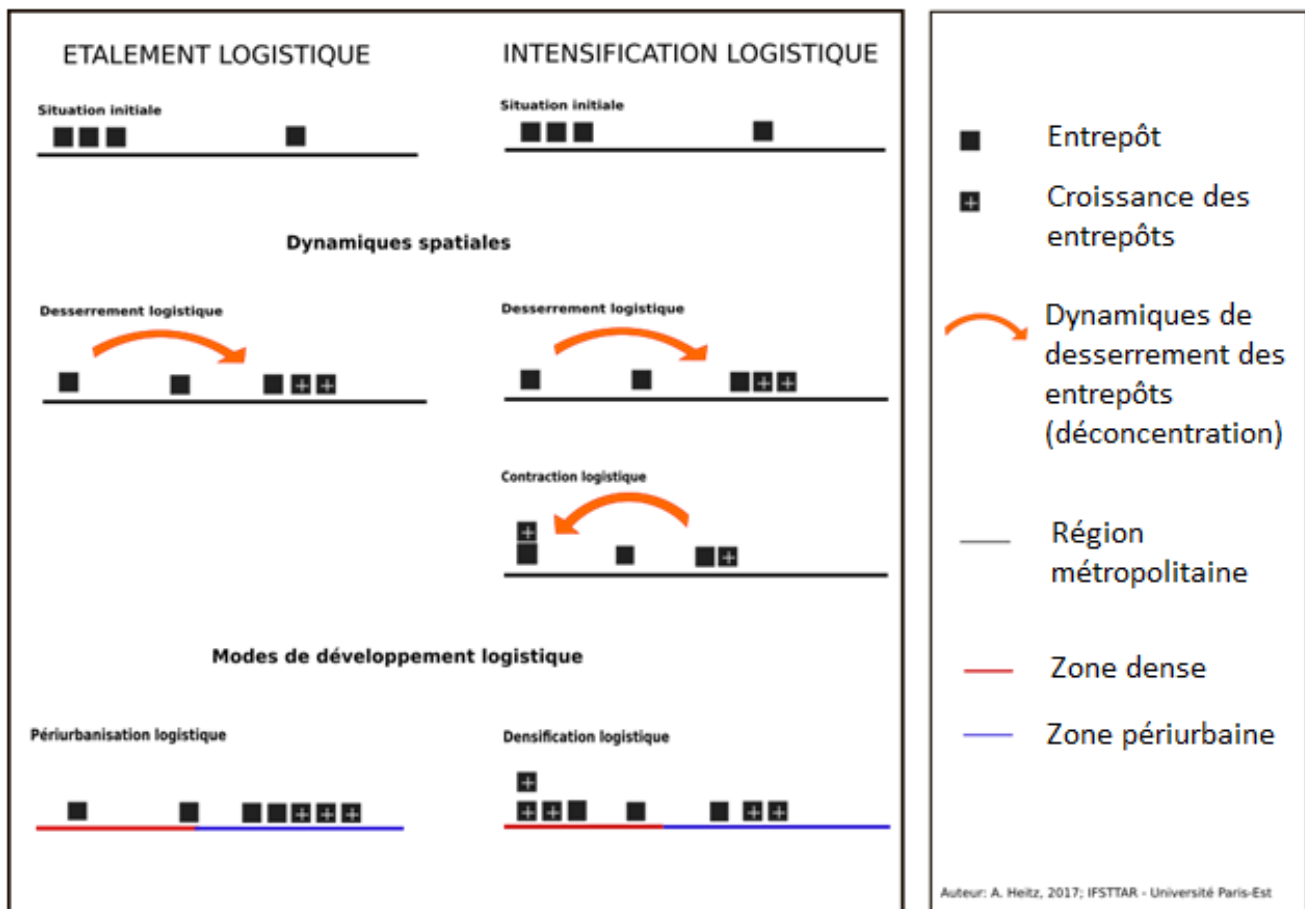 ETALEMENT LOGISTIQUE
INTENSIFICATION LOGISTIQUE
Situation initiale
Situation initiale
Dynamiques spatiales
Desserrement logistique
Desserrement logistique
Contraction logistique
Modes de développement logistique
Périurbanisation logistique
Densification logistique
Entrepôt
Croissance des
entrepôts
Dynamiques de
desserrement des
entrepôts
(déconcentration)
Région
métropolitaine
Zone dense
Zone périurbaine
Auteur: A. Heitz, 2017; IFSTTAR - Université Paris-Est